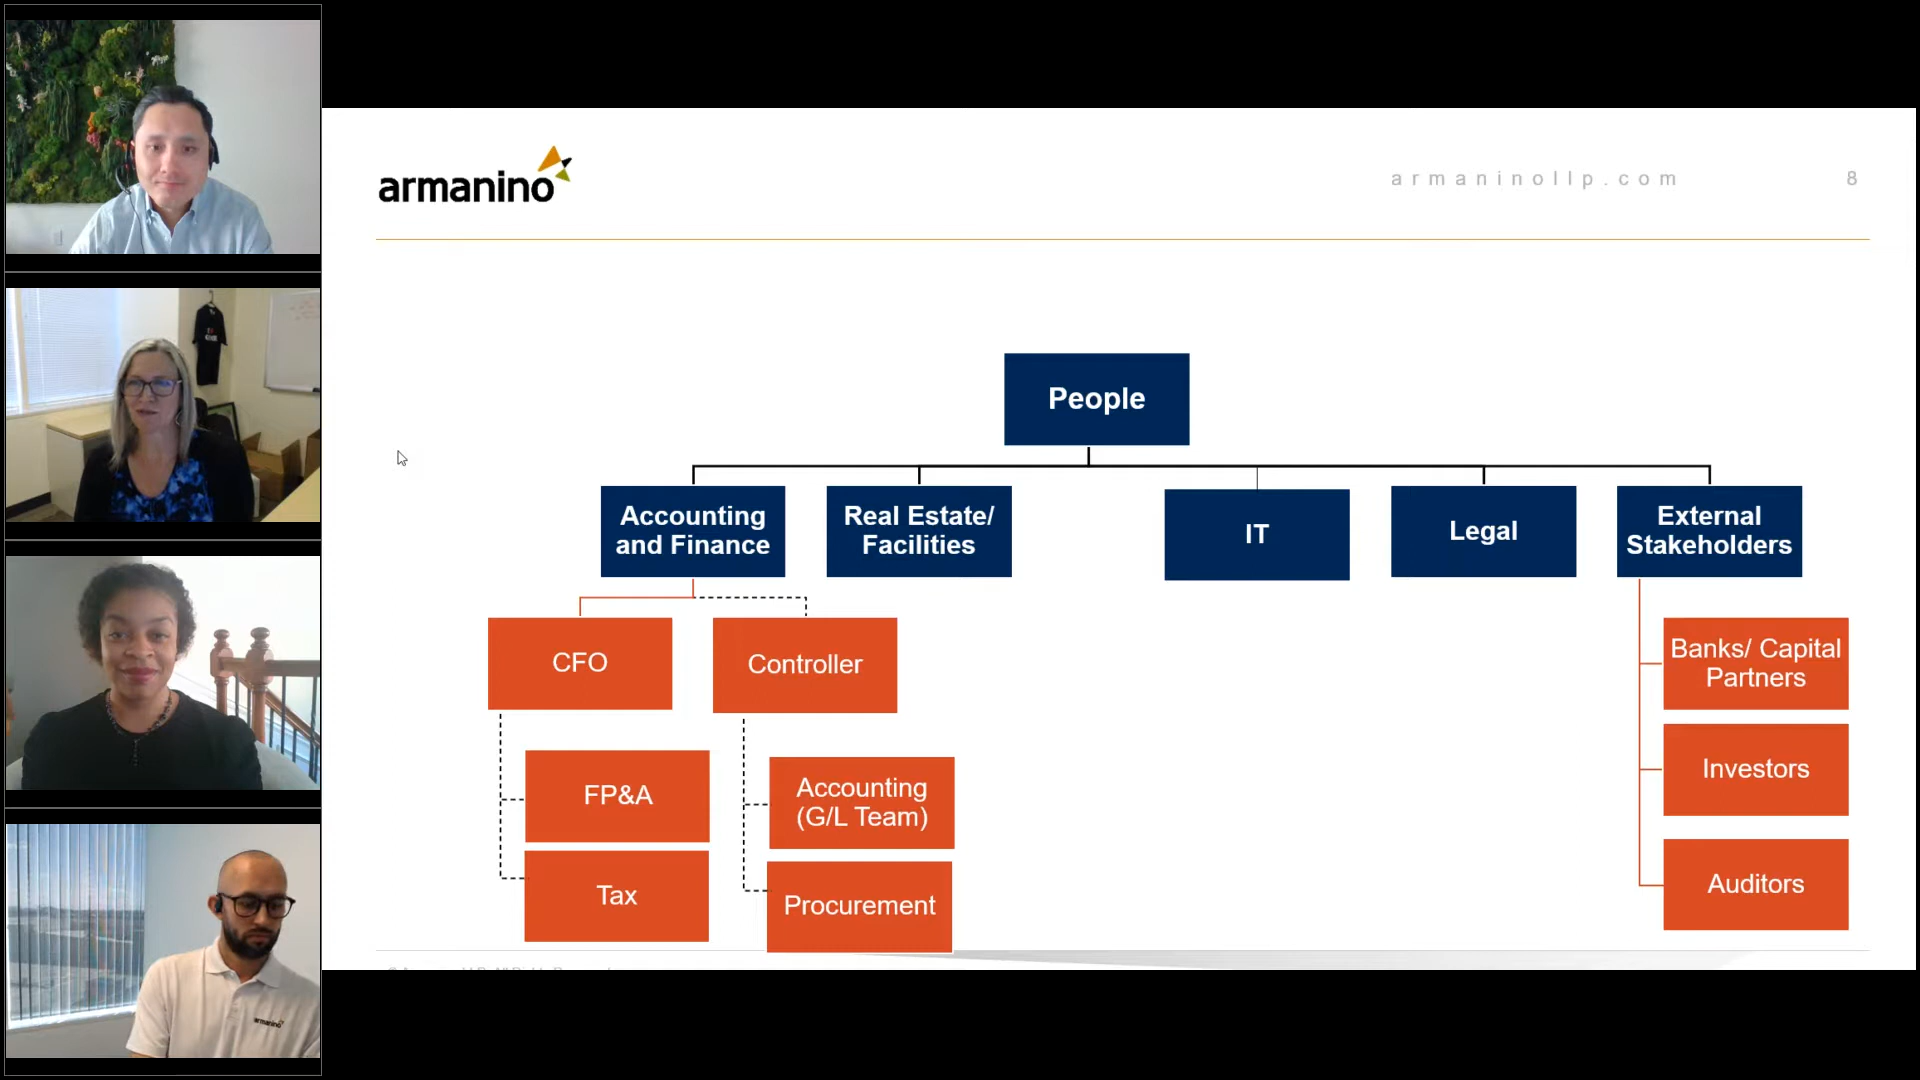 armanino
armaninollp.com
8
People
Accounting
and Finance
Real Estate/
Facilities
IT
Legal
External
Stakeholders
CFO
Controller
Banks/ Capital
Partners
FP&A
Accounting
(G/L Team)
Investors
Tax
Procurement
Auditors
armanino